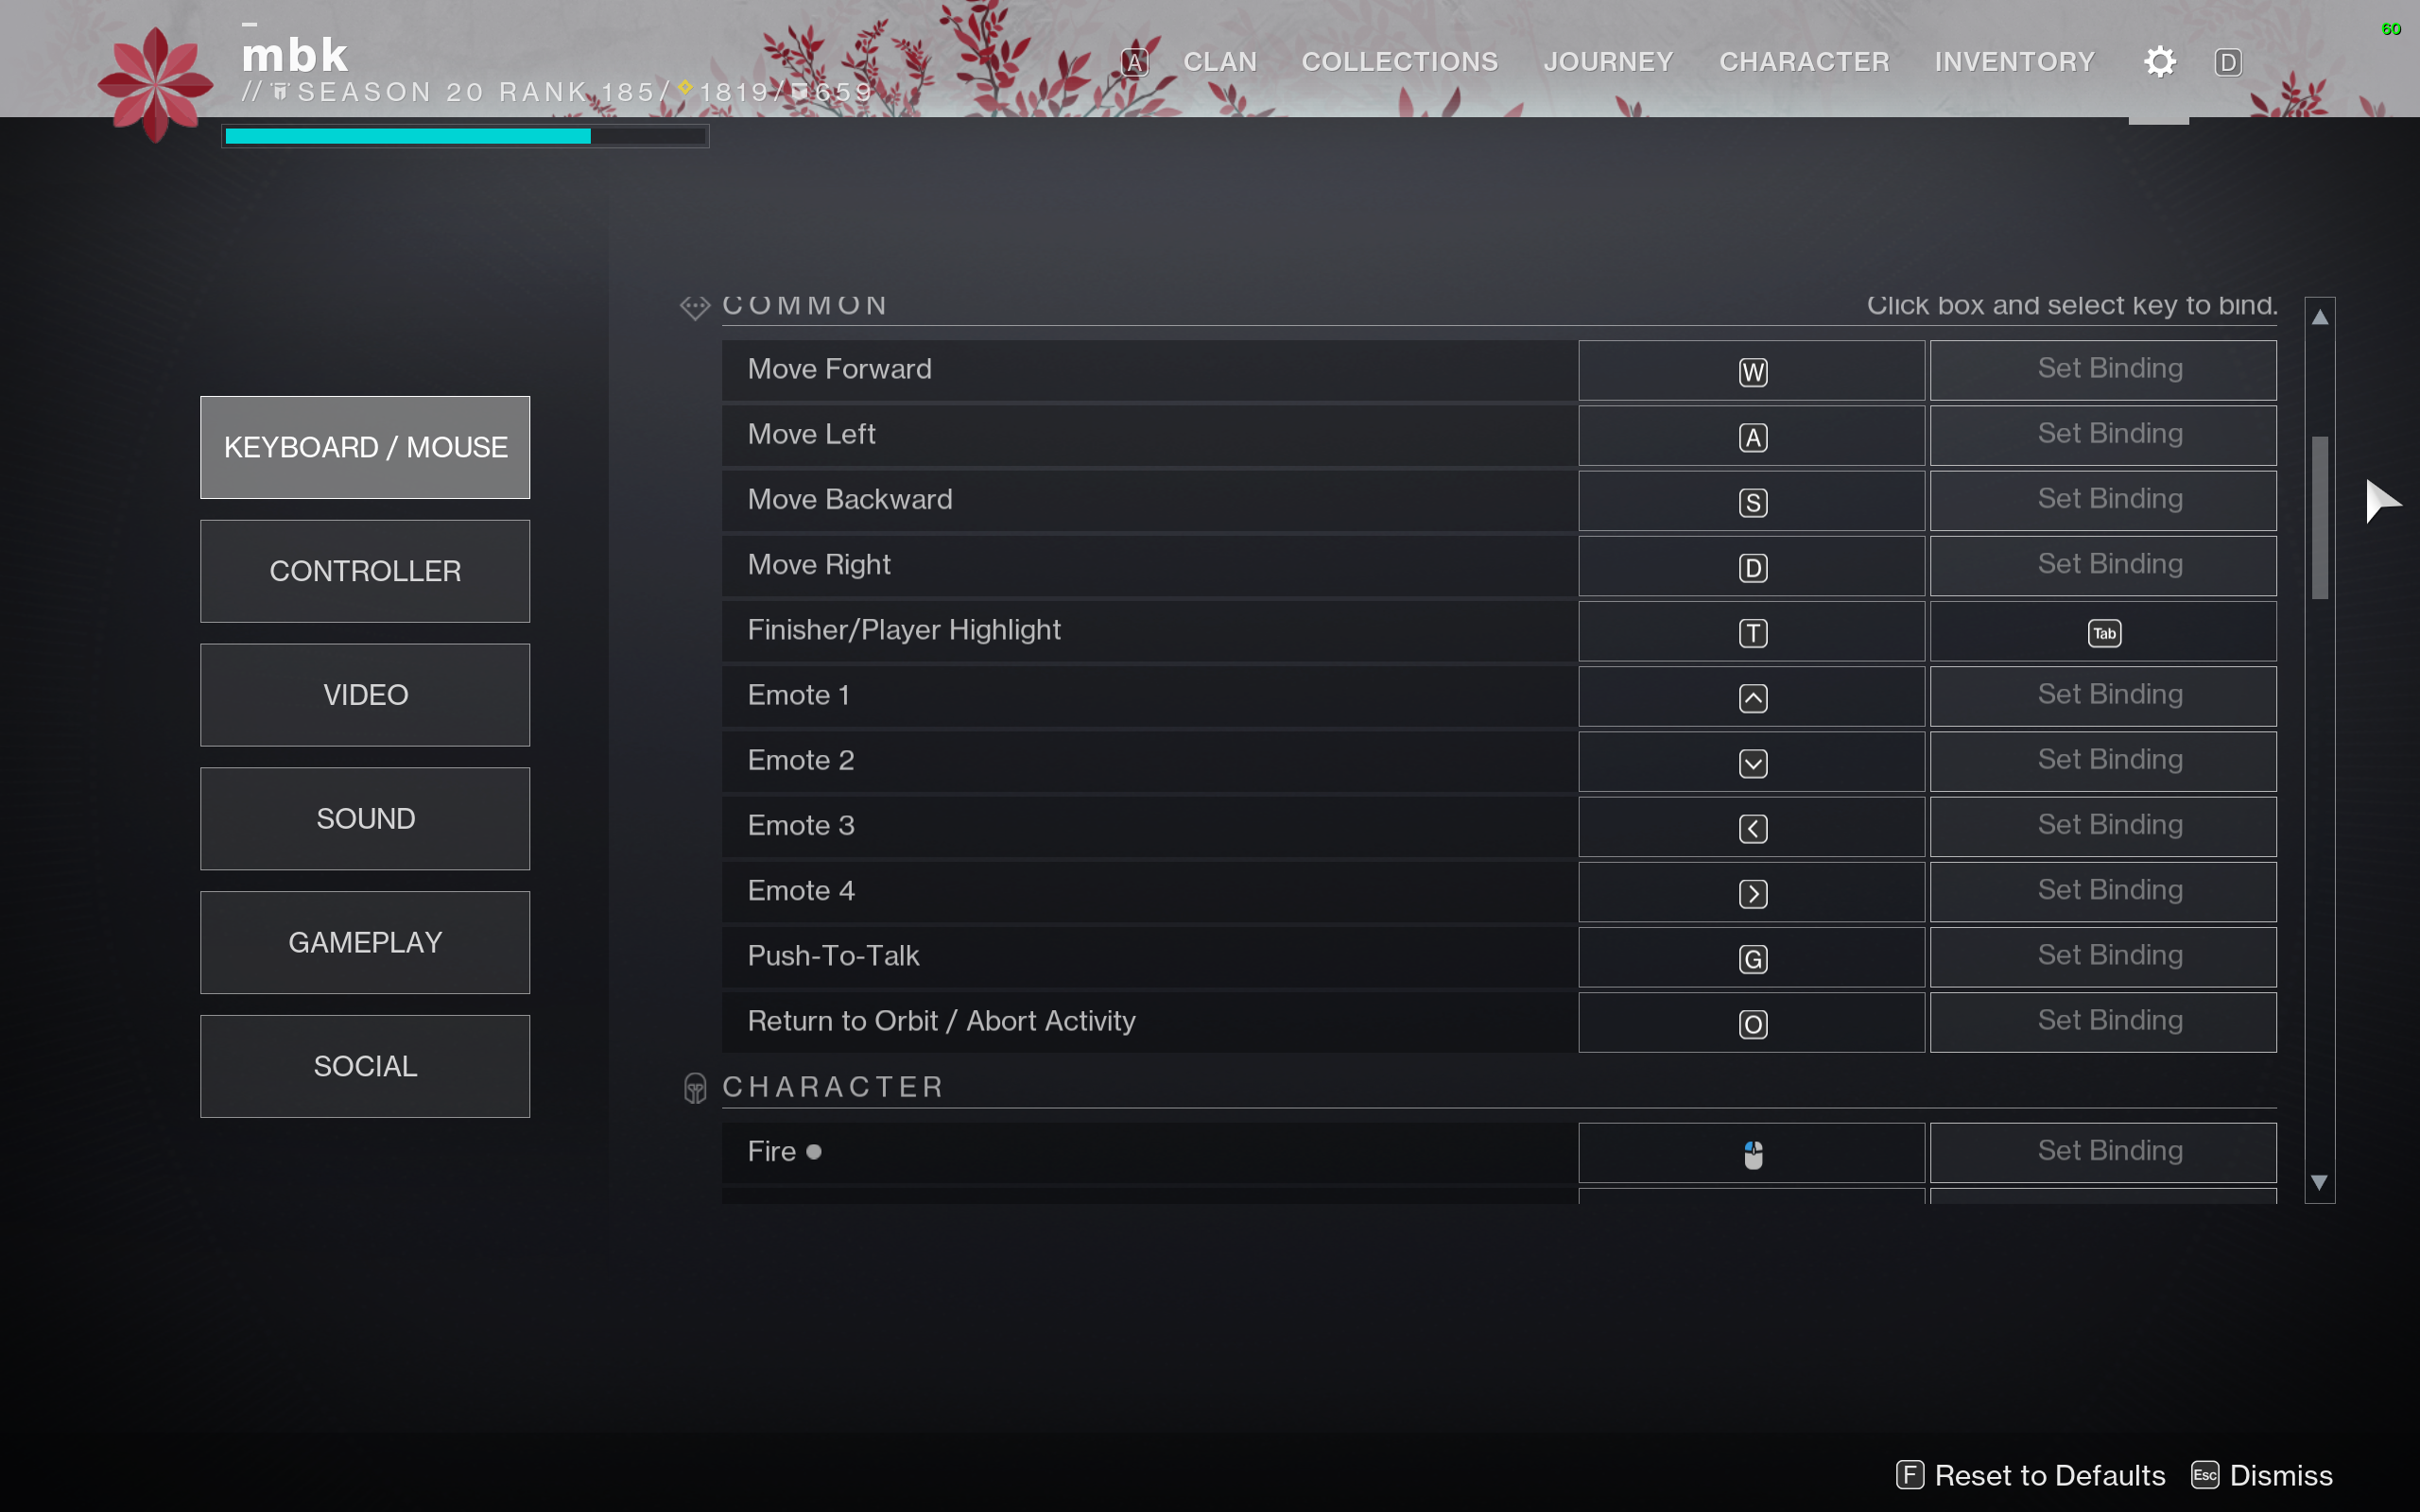 mbk
// SEASON 20 RANK 185/ 1819/ 659
A CLAN COLLECTIONS JOURNEY CHARACTER INVENTORY D
60
COMMON Click box and select key to bind.
Move Forward W Set Binding
Move Left A Set Binding
Move Backward S Set Binding
Move Right D Set Binding
Finisher/Player Highlight T Tab
Emote 1 Set Binding
Emote 2 Set Binding
Emote 3 Set Binding
Emote 4 Set Binding
Push-To-Talk G Set Binding
Return to Orbit / Abort Activity O Set Binding
CHARACTER
Fire Set Binding
KEYBOARD / MOUSE
CONTROLLER
VIDEO
SOUND
GAMEPLAY
SOCIAL
F Reset to Defaults Esc Dismiss